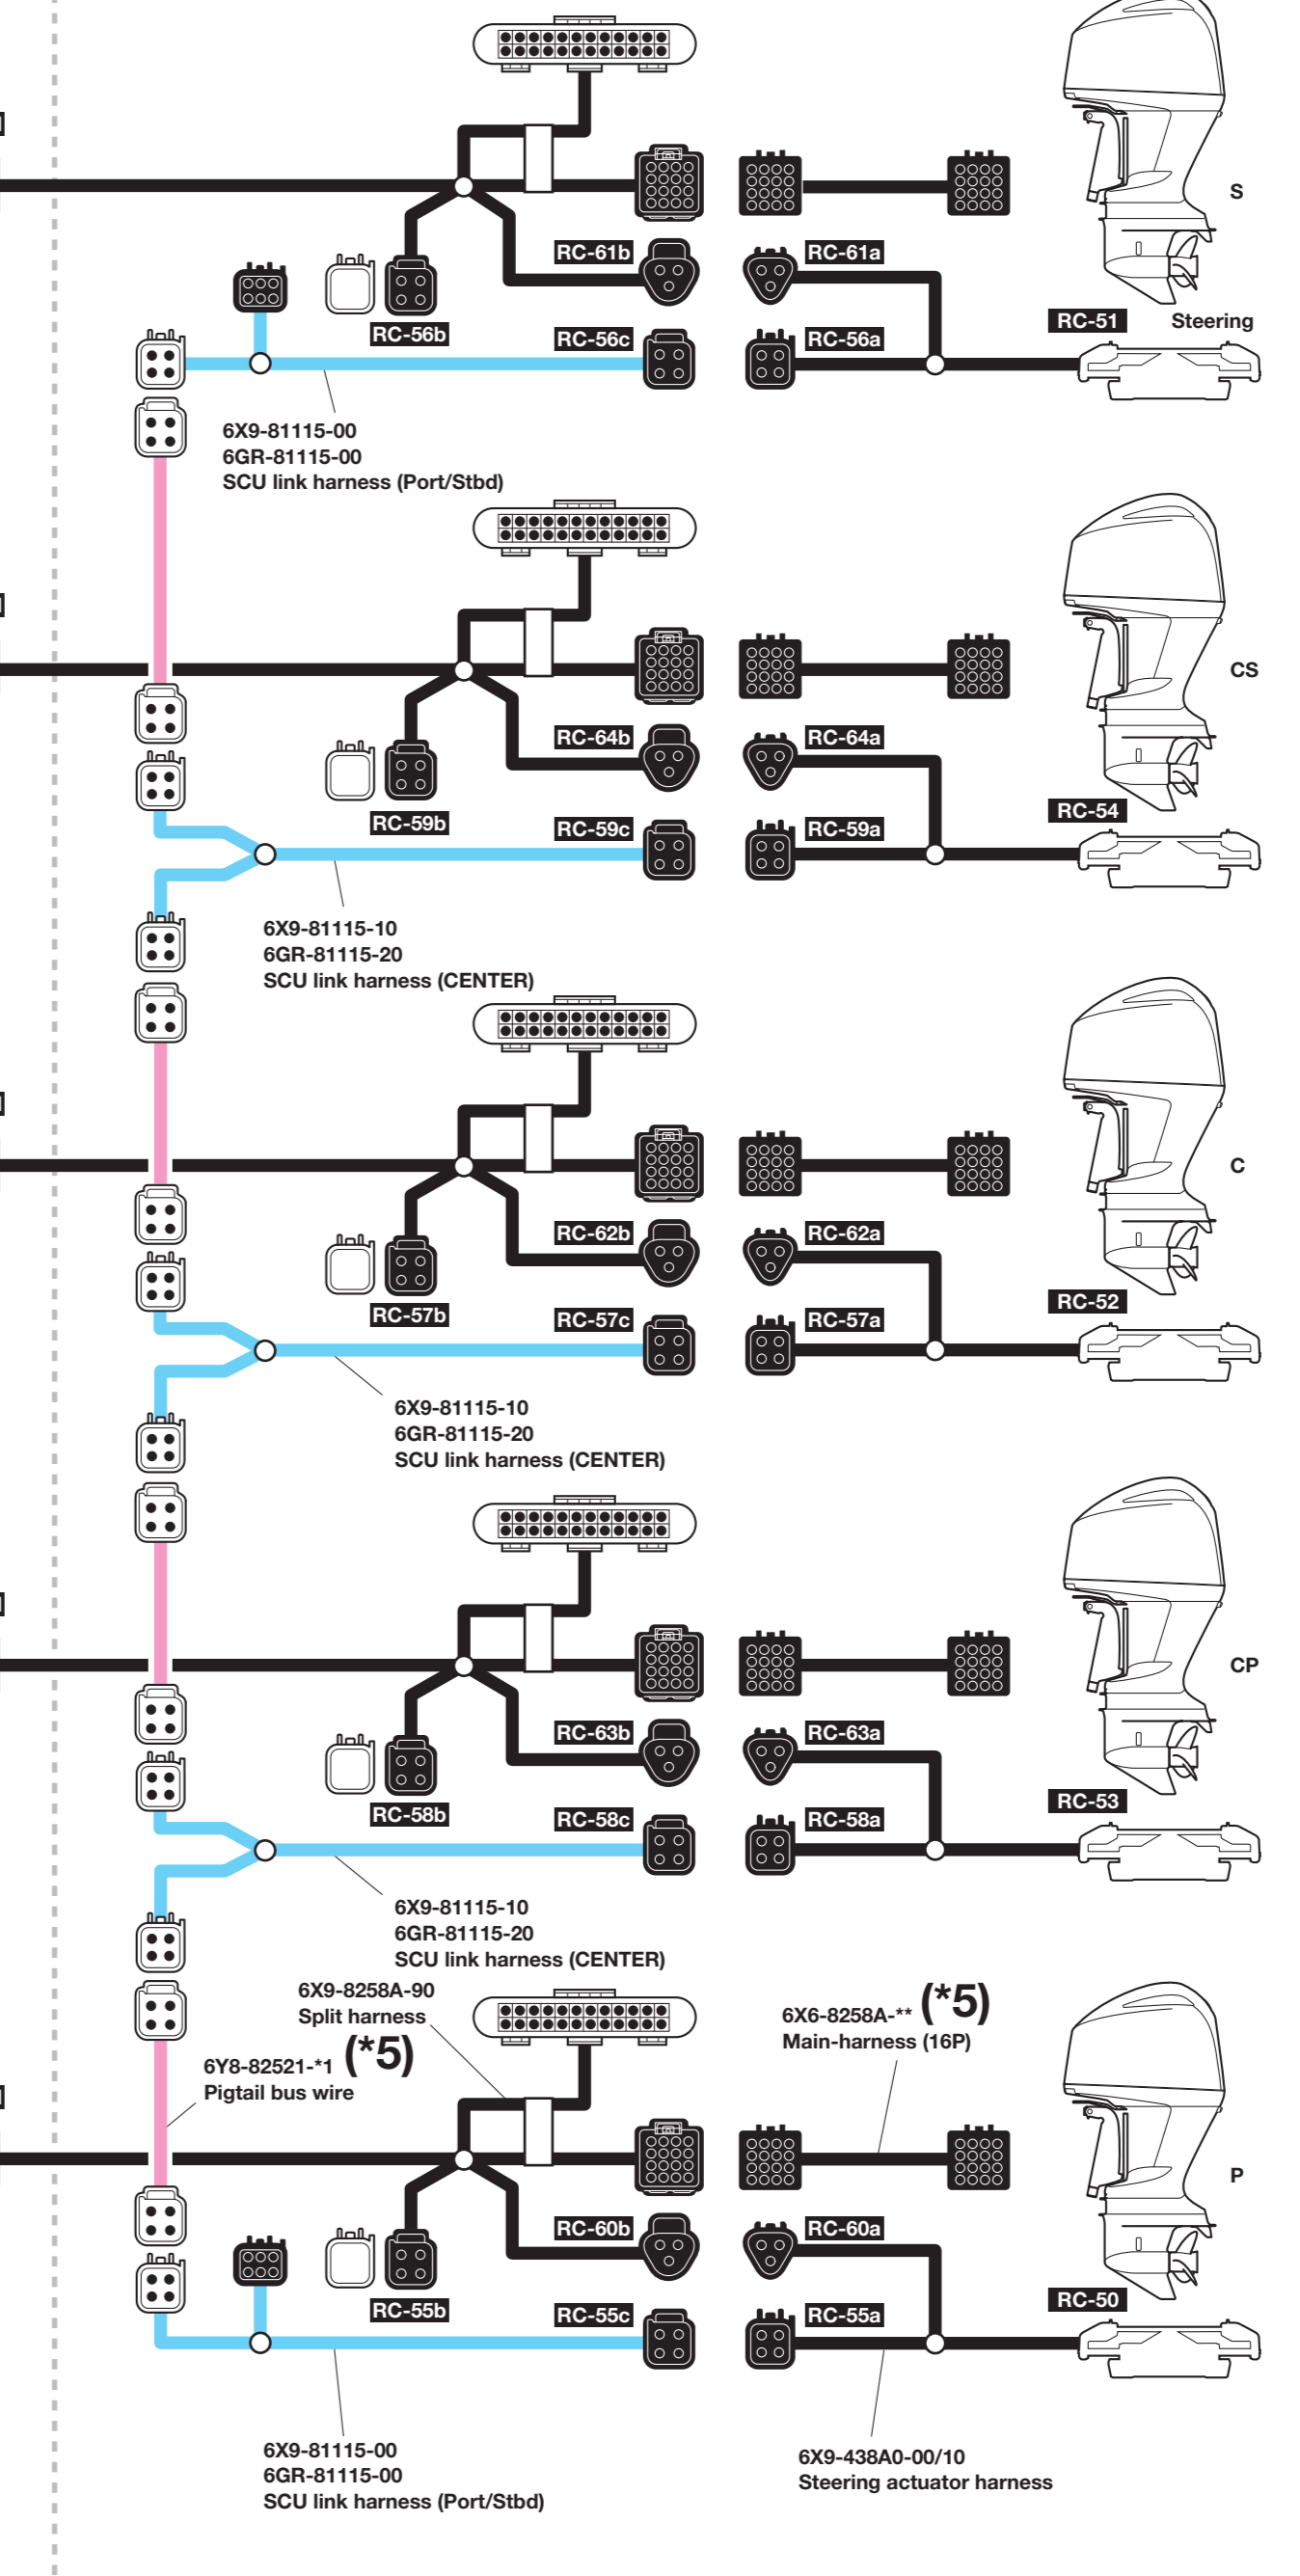 S
RC-61b
RC-61a
RC-56b
RC-56c
RC-56a
RC-51
Steering
6X9-81115-00
6GR-81115-00
SCU link harness (Port/Stbd)
CS
RC-64b
RC-64a
RC-59b
RC-59c
RC-59a
RC-54
6X9-81115-10
6GR-81115-20
SCU link harness (CENTER)
C
RC-62b
RC-62a
RC-57b
RC-57c
RC-57a
RC-52
6X9-81115-10
6GR-81115-20
SCU link harness (CENTER)
CP
RC-63b
RC-63a
RC-58b
RC-58c
RC-58a
RC-53
6X9-81115-10
6GR-81115-20
SCU link harness (CENTER)
6X9-8258A-90
Split harness
6X6-8258A-** (*5)
Main-harness (16P)
6Y8-82521-*1 (*5)
Pigtail bus wire
P
RC-60b
RC-60a
RC-55b
RC-55c
RC-55a
RC-50
6X9-81115-00
6GR-81115-00
SCU link harness (Port/Stbd)
6X9-438A0-00/10
Steering actuator harness